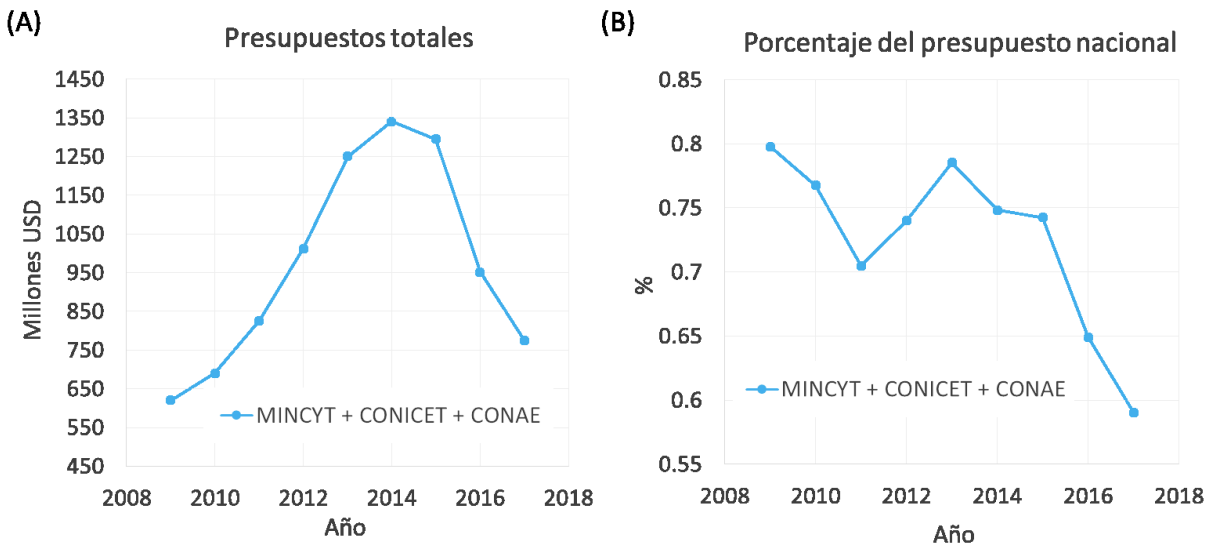 (A)
Presupuestos totales
1450
1350
1250
1150
1050
950
850
750
650
550
450
Millones USD
MINCYT + CONICET + CONAE
2008 2010 2012 2014 2016 2018
Año
(B)
Porcentaje del presupuesto nacional
0.85
0.8
0.75
0.7
0.65
0.6
0.55
%
MINCYT + CONICET + CONAE
2008 2010 2012 2014 2016 2018
Año